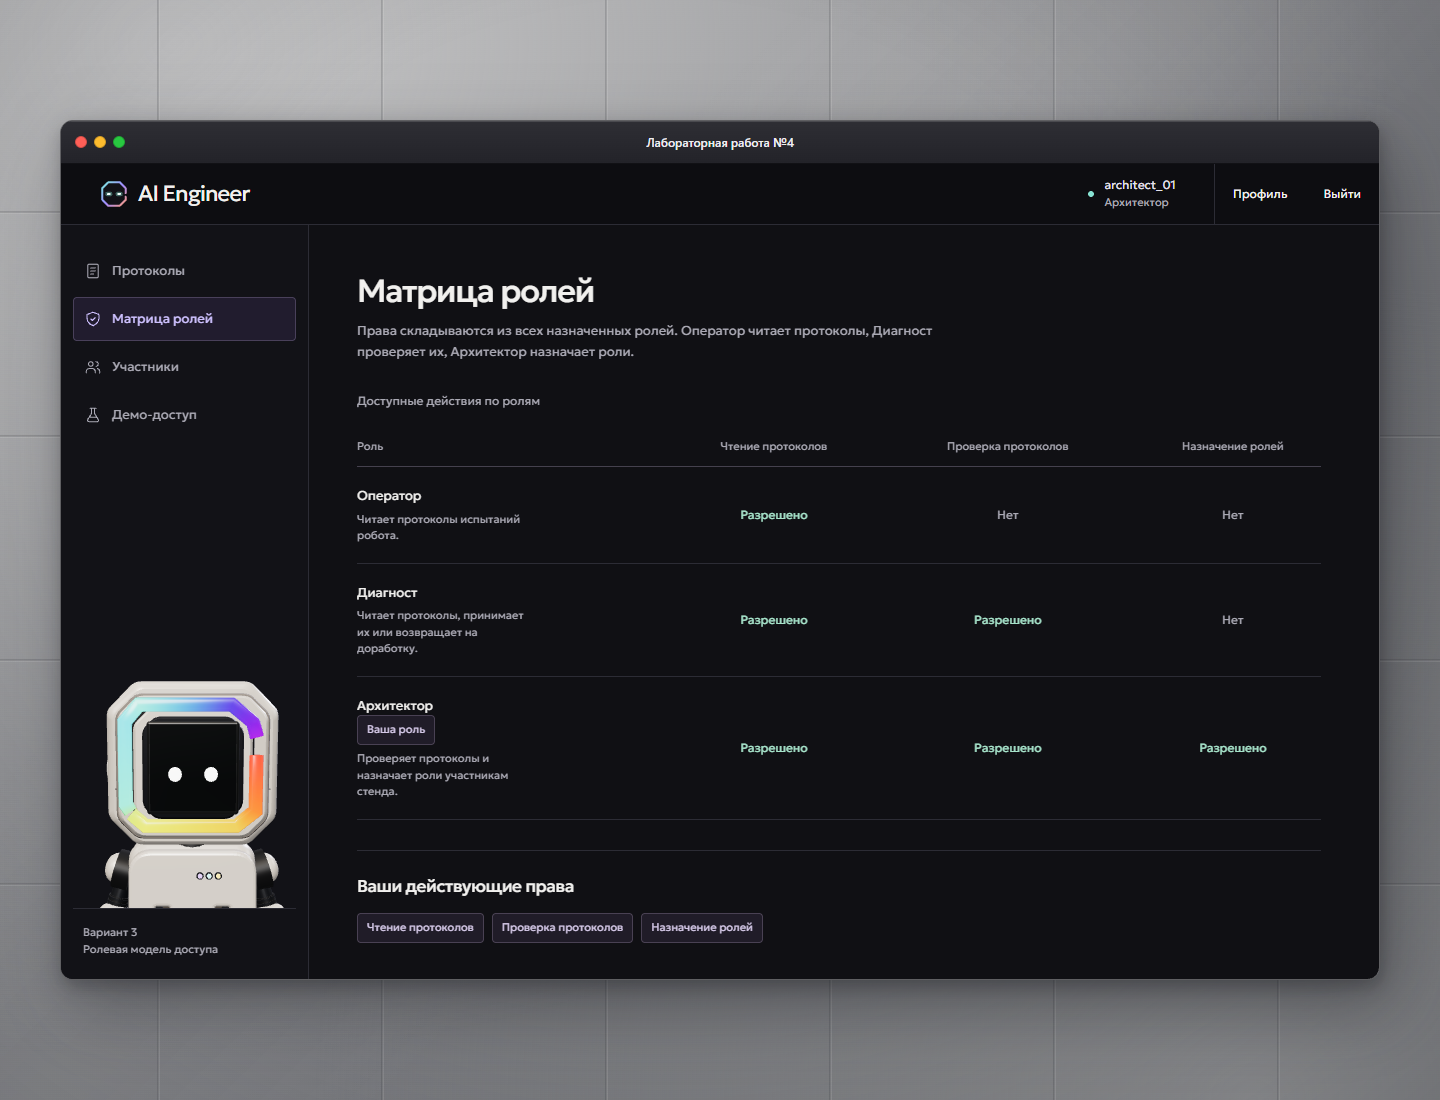 Лабораторная работа №4
AI Engineer
architect_01
Архитектор
Профиль
Выйти
Протоколы
Матрица ролей
Участники
Демо-доступ
Вариант 3
Ролевая модель доступа
Матрица ролей
Права складываются из всех назначенных ролей. Оператор читает протоколы, Диагност
проверяет их, Архитектор назначает роли.
Доступные действия по ролям
Роль
Чтение протоколов
Проверка протоколов
Назначение ролей
Оператор
Читает протоколы испытаний
робота.
Разрешено
Нет
Нет
Диагност
Читает протоколы, принимает
их или возвращает на
доработку.
Разрешено
Разрешено
Нет
Архитектор
Ваша роль
Проверяет протоколы и
назначает роли участникам
стенда.
Разрешено
Разрешено
Разрешено
Ваши действующие права
Чтение протоколов
Проверка протоколов
Назначение ролей